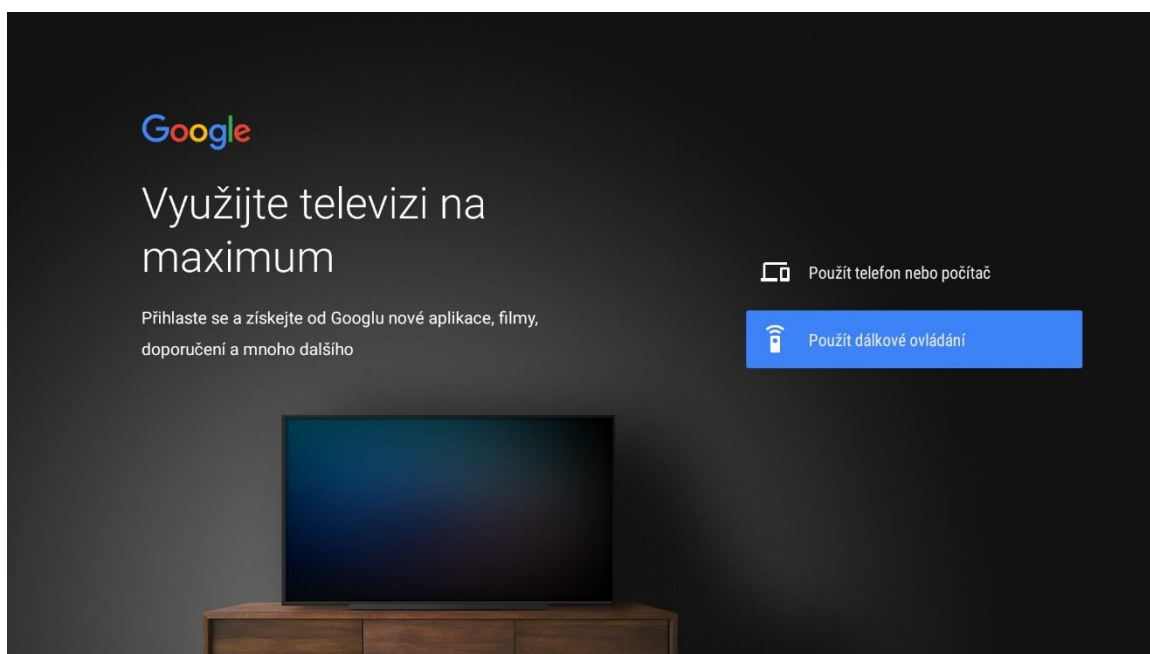 Google
Využijte televizi na
maximum
Přihlaste se a získejte od Googlu nové aplikace, filmy,
doporučení a mnoho dalšího
Použít telefon nebo počítač
Použít dálkové ovládání